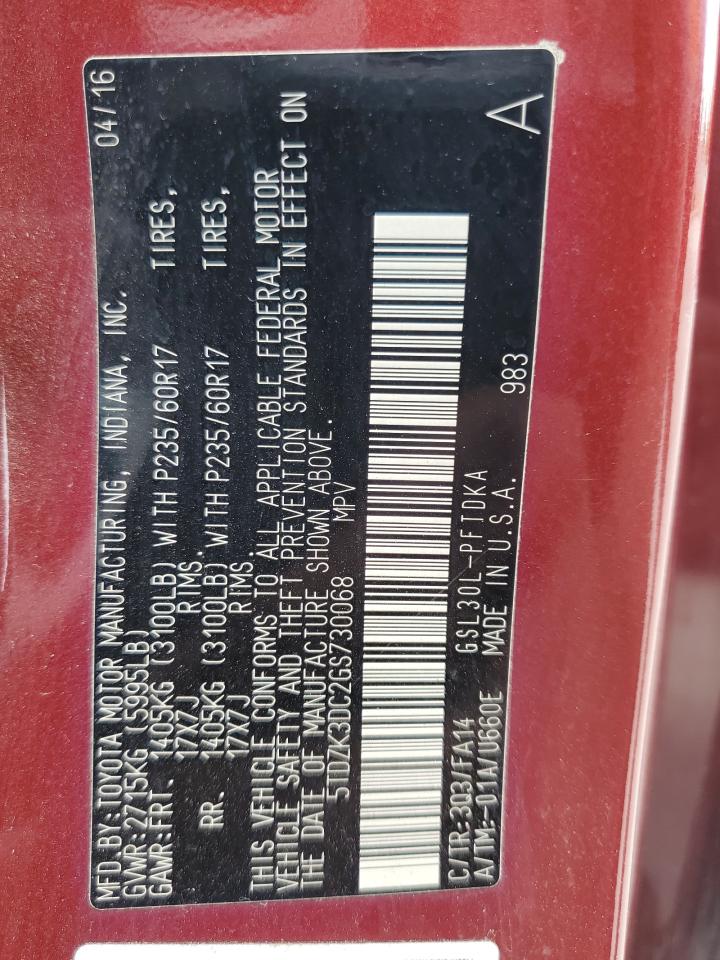 MFD BY:TOYOTA MOTOR MANUFACTURING, INDIANA, INC. 04/16
GVWR:2715KG (5995LB)
GAWR:FRT. 1405KG (3100LB) WITH P235/60R17 TIRES,
17X7J RIMS.
RR. 1405KG (3100LB) WITH P235/60R17 TIRES,
17X7J RIMS.
THIS VEHICLE CONFORMS TO ALL APPLICABLE FEDERAL MOTOR
VEHICLE SAFETY AND THEFT PREVENTION STANDARDS IN EFFECT ON
THE DATE OF MANUFACTURE SHOWN ABOVE.
5TDZK3DC2GS730068 MPV
C/TR:3Q3/FA14 GSL30L-PFTDKA 983
A/TM:-01A/U660E MADE IN U.S.A. A